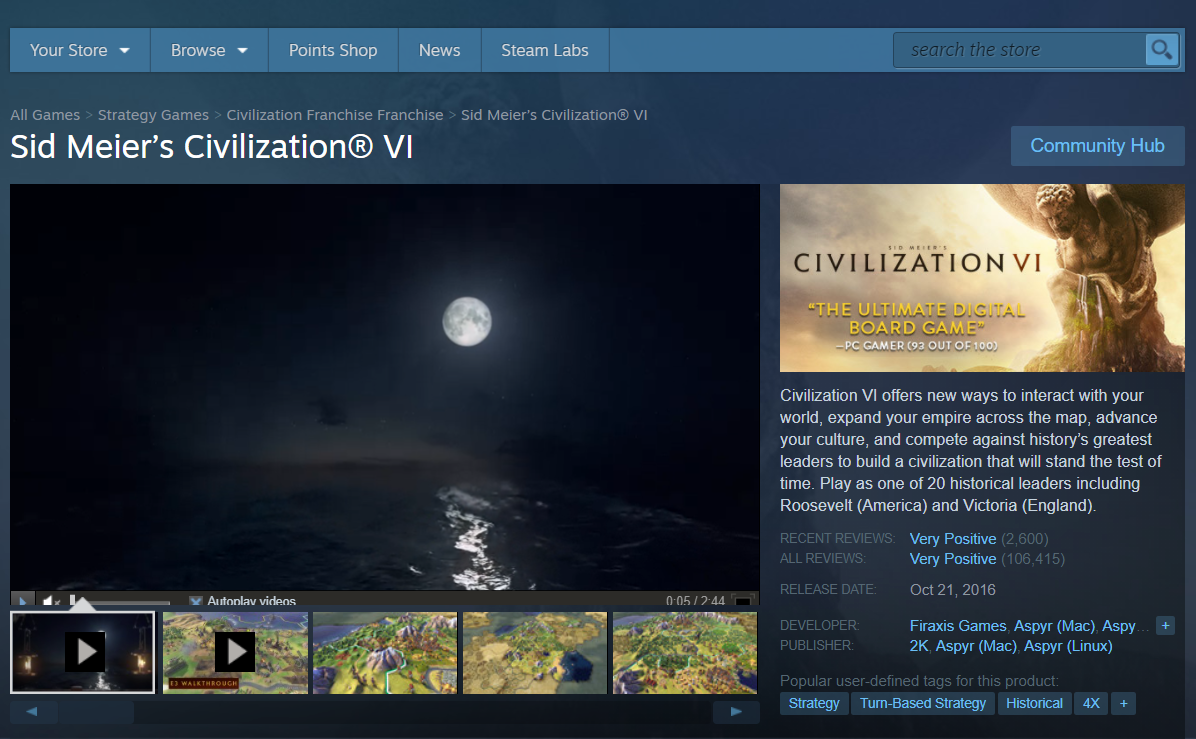 Your Store
Browse
Points Shop
News
Steam Labs
search the store
All Games > Strategy Games > Civilization Franchise Franchise > Sid Meier’s Civilization® VI
Sid Meier’s Civilization® VI
Community Hub
SID MEIER'S
CIVILIZATION VI
“THE ULTIMATE DIGITAL
BOARD GAME”
—PC GAMER (93 OUT OF 100)
Civilization VI offers new ways to interact with your
world, expand your empire across the map, advance
your culture, and compete against history’s greatest
leaders to build a civilization that will stand the test of
time. Play as one of 20 historical leaders including
Roosevelt (America) and Victoria (England).
RECENT REVIEWS: Very Positive (2,600)
ALL REVIEWS: Very Positive (106,415)
RELEASE DATE: Oct 21, 2016
DEVELOPER: Firaxis Games, Aspyr (Mac), Aspy... +
PUBLISHER: 2K, Aspyr (Mac), Aspyr (Linux)
Popular user-defined tags for this product:
Strategy Turn-Based Strategy Historical 4X +
Autoplay videos
0:05 / 2:44
E3 WALKTHROUGH